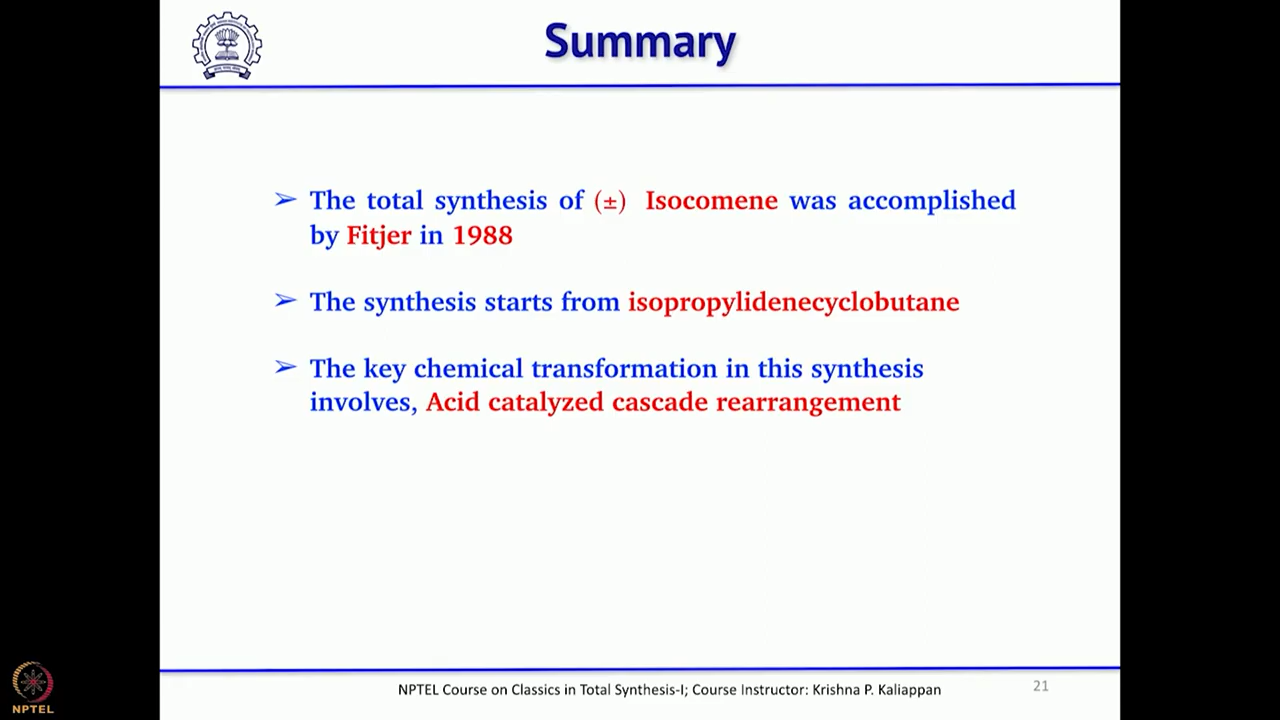 Summary
➢ The total synthesis of (±) Isocomene was accomplished
by Fitjer in 1988
➢ The synthesis starts from isopropylidenecyclobutane
➢ The key chemical transformation in this synthesis
involves, Acid catalyzed cascade rearrangement
NPTEL Course on Classics in Total Synthesis-I; Course Instructor: Krishna P. Kaliappan
21
NPTEL